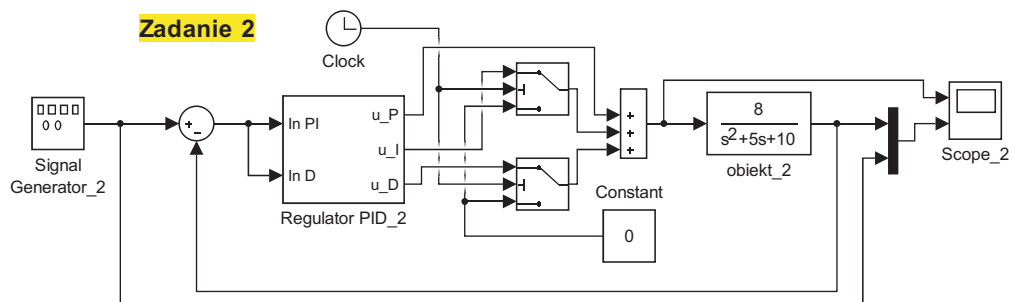 Zadanie 2
Clock
Signal
Generator_2
+
-
In PI
In D
u_P
u_I
u_D
Regulator PID_2
+
+
+
Constant
0
8
s²+5s+10
obiekt_2
Scope_2